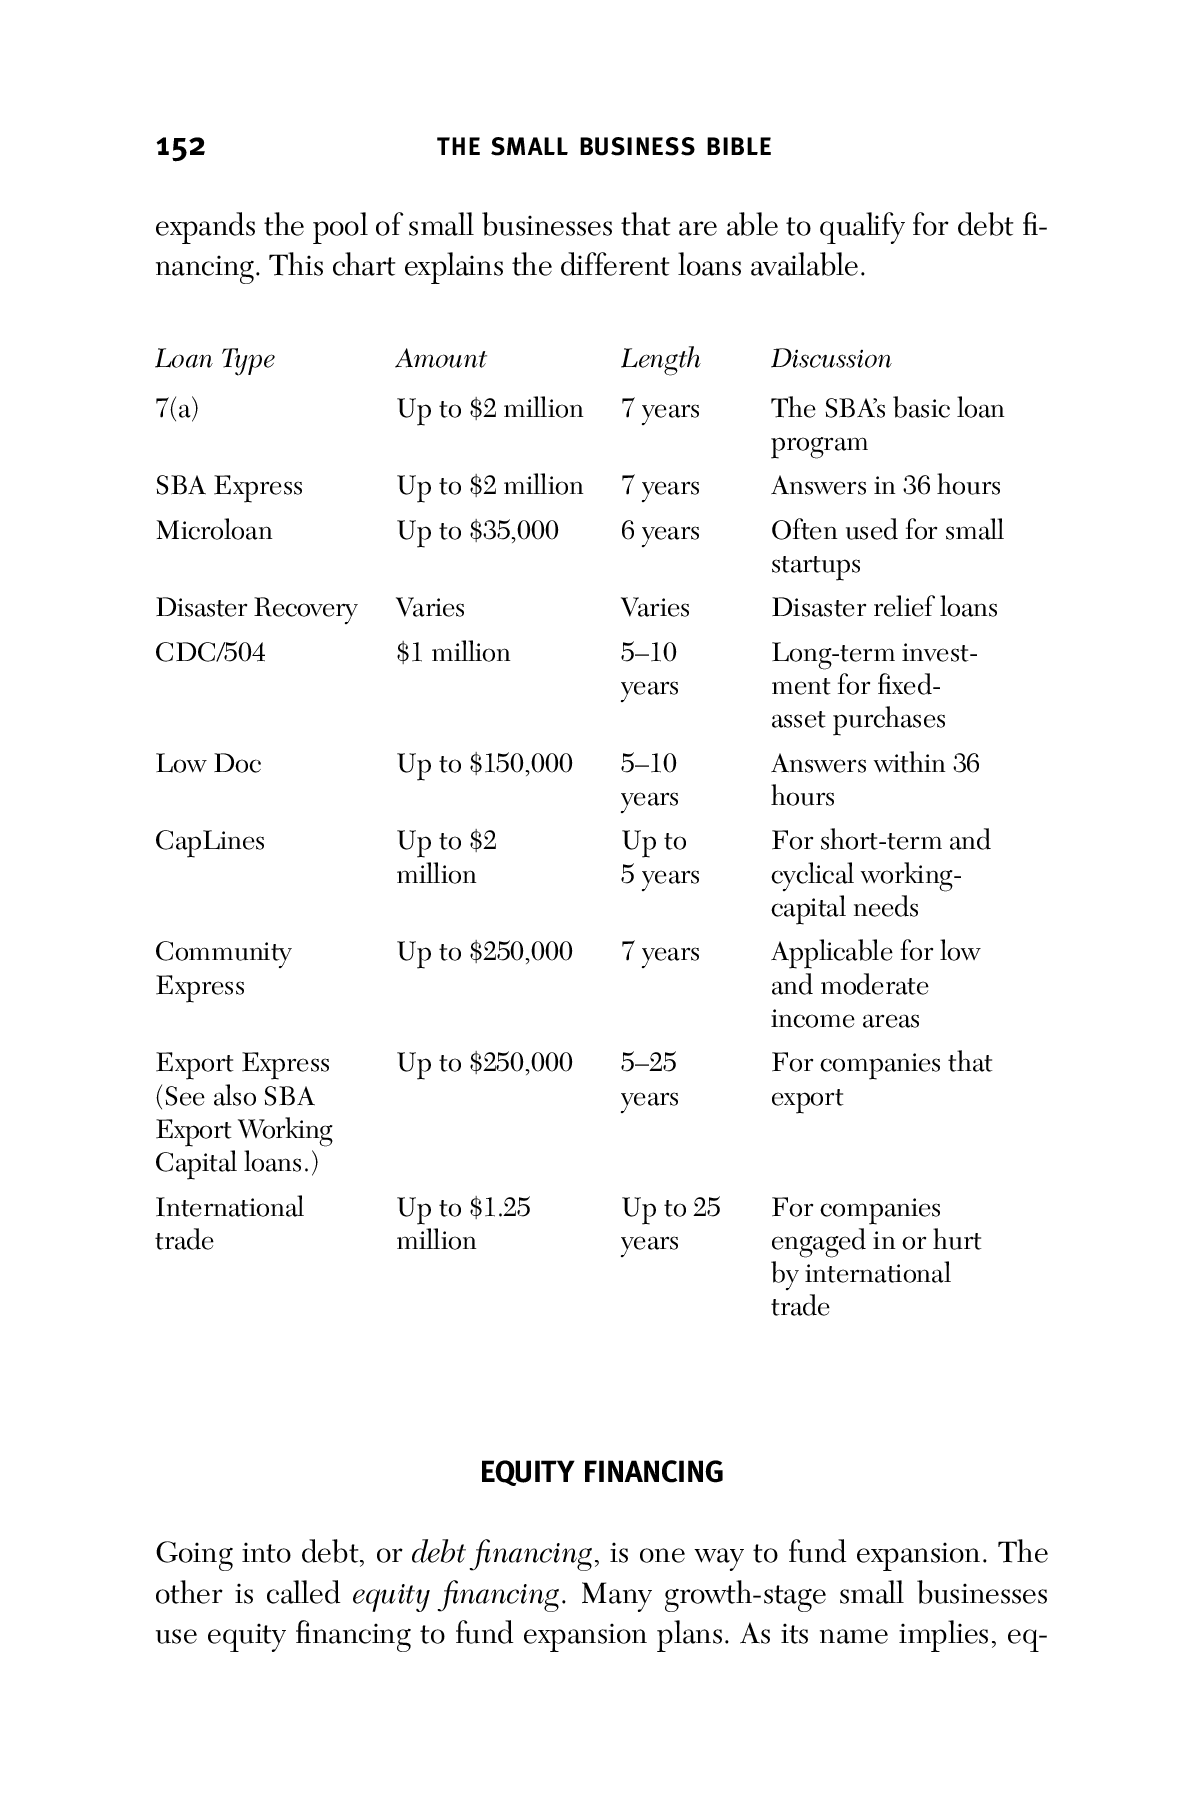 152 THE SMALL BUSINESS BIBLE
expands the pool of small businesses that are able to qualify for debt fi-
nancing. This chart explains the different loans available.
Loan Type Amount Length Discussion
7(a) Up to $2 million 7 years The SBA’s basic loan
program
SBA Express Up to $2 million 7 years Answers in 36 hours
Microloan Up to $35,000 6 years Often used for small
startups
Disaster Recovery Varies Varies Disaster relief loans
CDC/504 $1 million 5–10 Long-term invest-
years ment for fixed-
asset purchases
Low Doc Up to $150,000 5–10 Answers within 36
years hours
CapLines Up to $2 Up to For short-term and
million 5 years cyclical working-
capital needs
Community Up to $250,000 7 years Applicable for low
Express and moderate
income areas
Export Express Up to $250,000 5–25 For companies that
(See also SBA years export
Export Working
Capital loans.)
International Up to $1.25 Up to 25 For companies
trade million years engaged in or hurt
by international
trade
EQUITY FINANCING
Going into debt, or debt financing, is one way to fund expansion. The
other is called equity financing. Many growth-stage small businesses
use equity financing to fund expansion plans. As its name implies, eq-